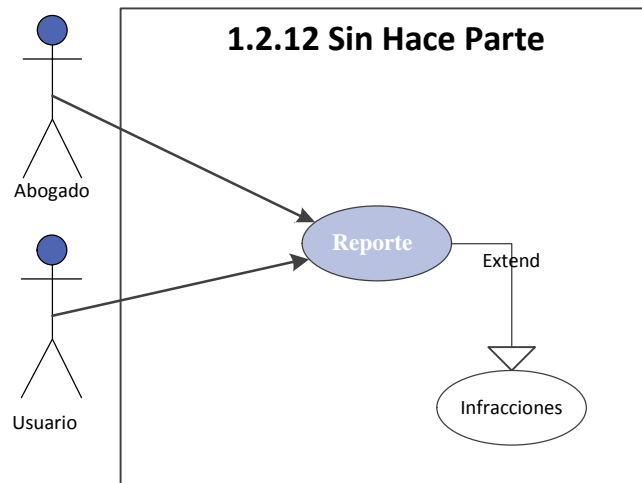 1.2.12 Sin Hace Parte
Abogado
Reporte
Extend
Infracciones
Usuario